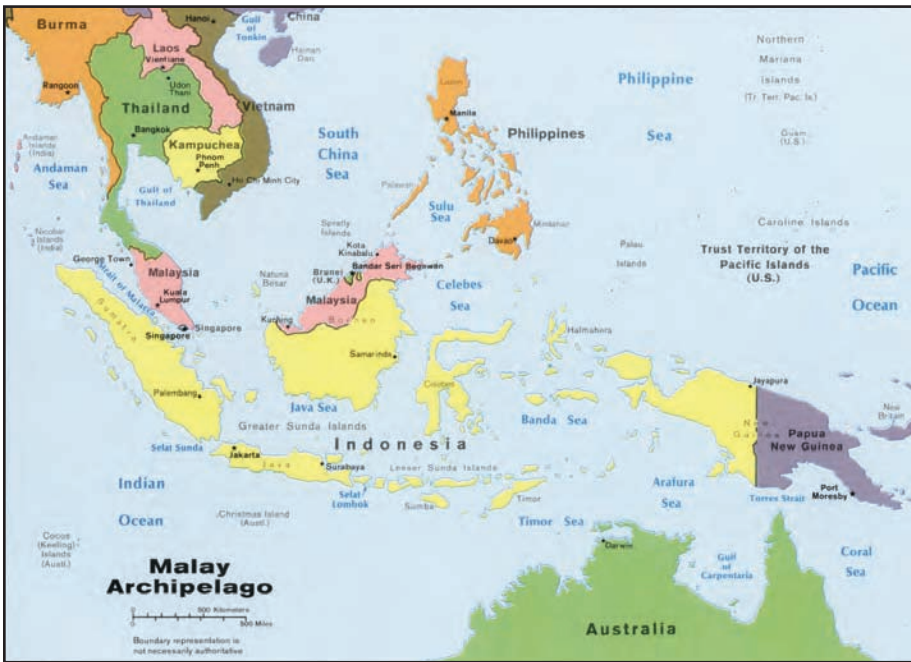 Burma
Hanoi
Gulf
of
Tonkin
China
Hainan
Dao
Laos
Vientiane
Rangoon
Udon
Thani
Thailand
Vietnam
Bangkok
Kampuchea
Phnom
Penh
Ho Chi Minh City
Andaman
Islands
(India)
Andaman
Sea
Gulf of
Thailand
Nicobar
Islands
(India)
South
China
Sea
Luzon
Manila
Philippines
Philippine
Sea
Northern
Mariana
Islands
(Tr. Terr. Pac. Is.)
Guam
(U.S.)
Palawan
Sulu
Sea
Mindanao
Davao
Spratly
Islands
Caroline Islands
Palau
Islands
Trust Territory of the
Pacific Islands
(U.S.)
Pacific
Ocean
George Town
Strait of Malacca
Malaysia
Kuala
Lumpur
Singapore
Singapore
Natuna
Besar
Kota
Kinabalu
Bandar Seri Begawan
Brunei
(U.K.)
Malaysia
Kuching
Borneo
Celebes
Sea
Sumatra
Palembang
Samarinda
Celebes
Halmahera
Java Sea
Banda Sea
Jayapura
New
Guinea
Papua
New Guinea
New
Britain
Greater Sunda Islands
Indonesia
Selat Sunda
Jakarta
Java
Surabaya
Lesser Sunda Islands
Selat
Lombok
Sumba
Timor
Arafura
Sea
Torres Strait
Port
Moresby
Indian
Ocean
Christmas Island
(Austl.)
Timor Sea
Cocos
(Keeling)
Islands
(Austl.)
Darwin
Gulf
of
Carpentaria
Coral
Sea
Malay
Archipelago
0 500 Kilometers
0 500 Miles
Australia
Boundary representation is
not necessarily authoritative